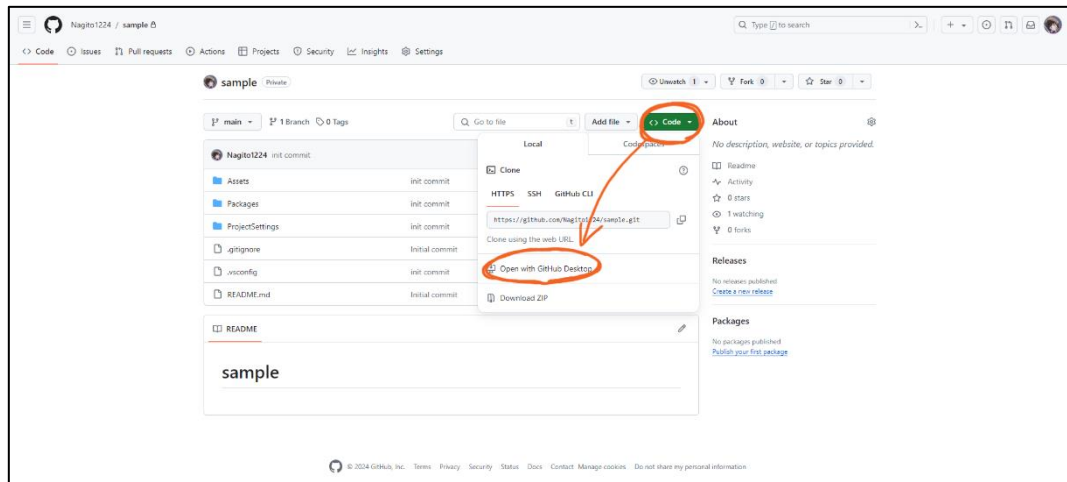 Nagito1224 / sample
Type / to search
Code Issues Pull requests Actions Projects Security Insights Settings
sample Private
Unwatch 1 Fork 0 Star 0
main 1 Branch 0 Tags Go to file t Add file Code
Local Codespaces
Nagito1224 init commit
Clone
Assets init commit
HTTPS SSH GitHub CLI
Packages init commit
https://github.com/Nagito1224/sample.git
ProjectSettings init commit
Clone using the web URL.
.gitignore Initial commit
Open with GitHub Desktop
.vsconfig init commit
README.md Initial commit
Download ZIP
README
sample
About
No description, website, or topics provided.
Readme
Activity
0 stars
1 watching
0 forks
Releases
No releases published
Create a new release
Packages
No packages published
Publish your first package
© 2024 GitHub, Inc. Terms Privacy Security Status Docs Contact Manage cookies Do not share my personal information